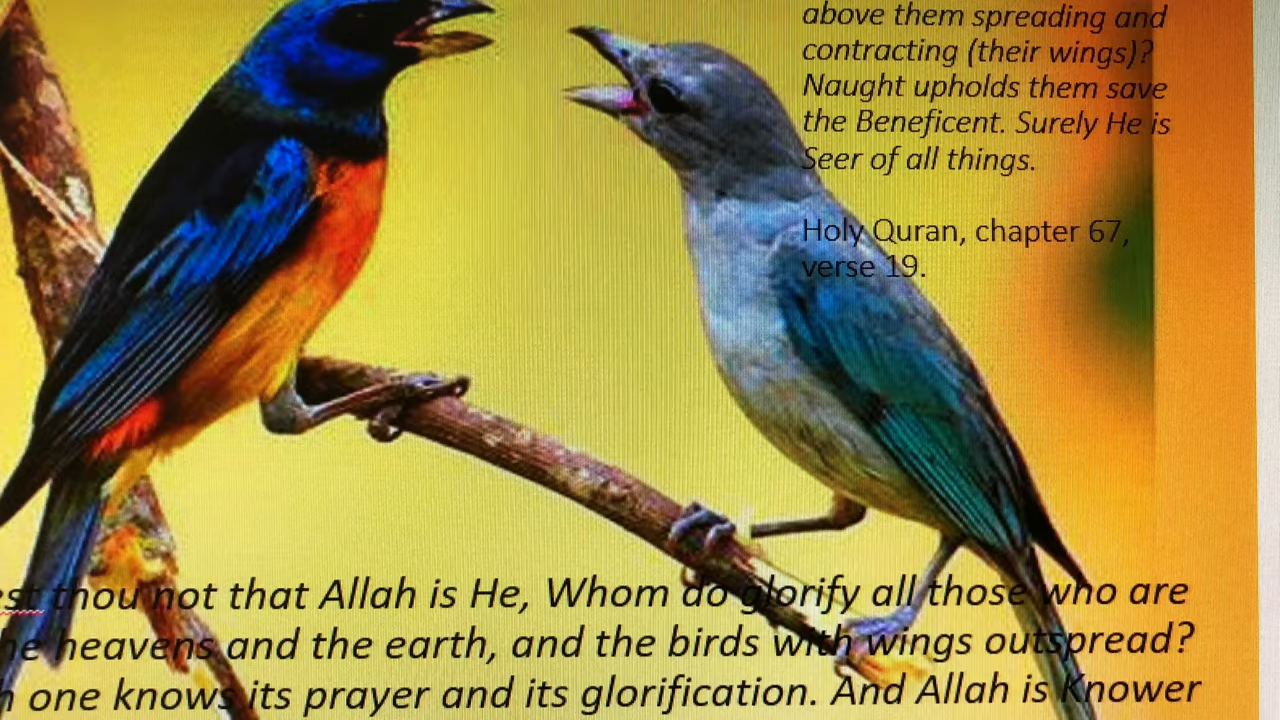 above them spreading and
contracting (their wings)?
Naught upholds them save
the Beneficent. Surely He is
Seer of all things.
Holy Quran, chapter 67,
verse 19.
thou not that Allah is He, Whom do glorify all those who are
heavens and the earth, and the birds with wings outspread?
one knows its prayer and its glorification. And Allah is Knower